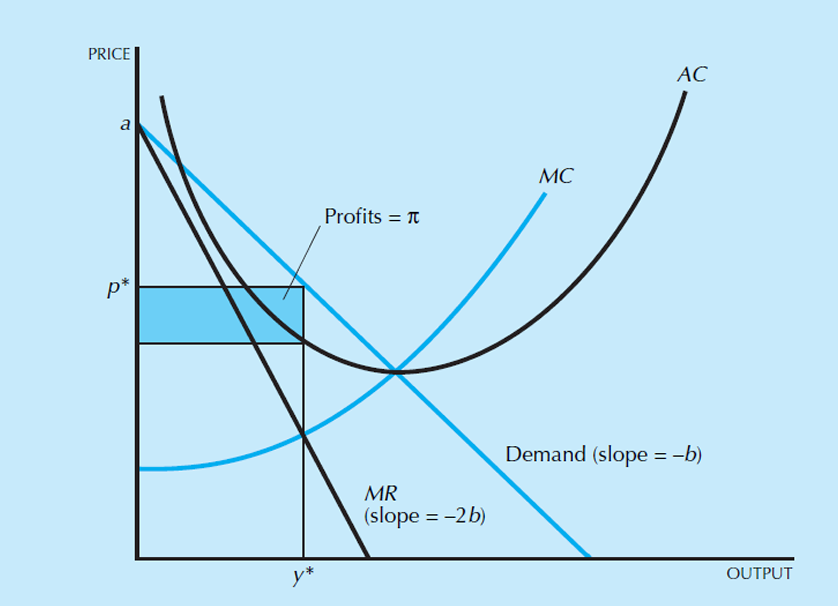 PRICE
AC
a
MC
Profits = π
p*
Demand (slope = –b)
MR
(slope = –2b)
y*
OUTPUT